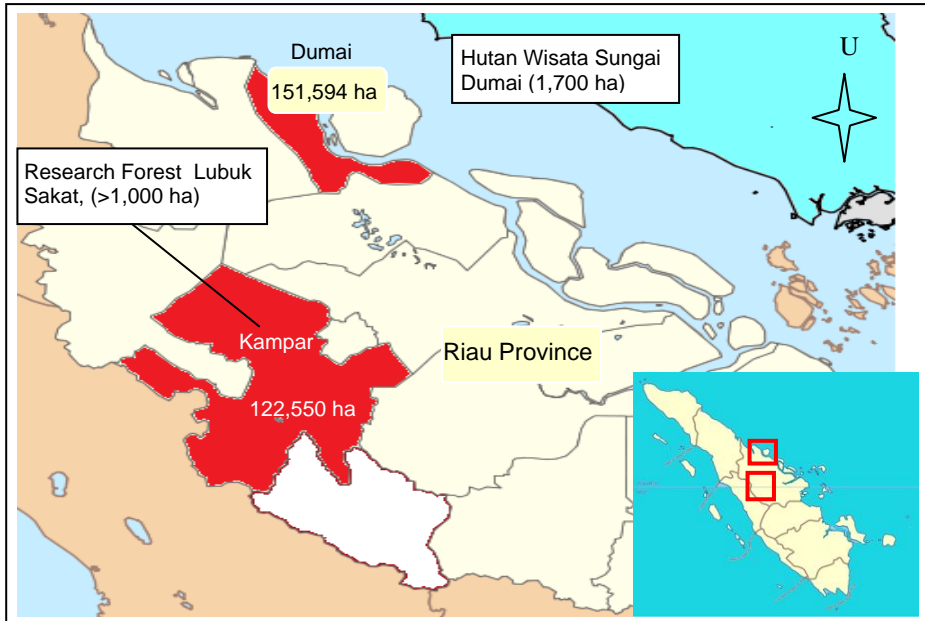 Dumai
151,594 ha
Hutan Wisata Sungai
Dumai (1,700 ha)
U
Research Forest Lubuk
Sakat, (>1,000 ha)
Kampar
Riau Province
122,550 ha